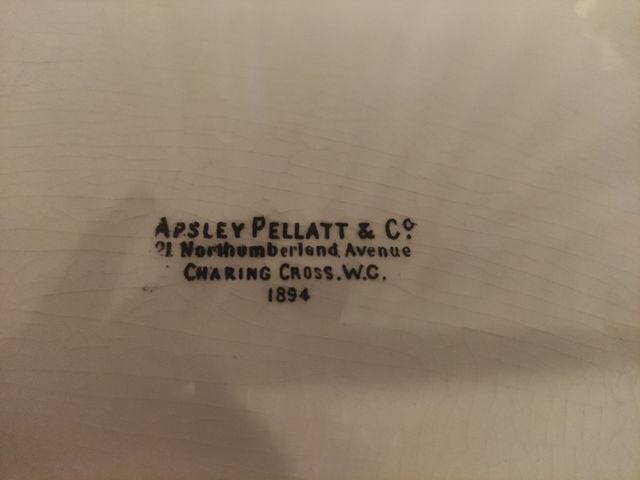 APSLEY PELLATT & Co.
21 Northumberland Avenue
CHARING CROSS. W.C.
1894